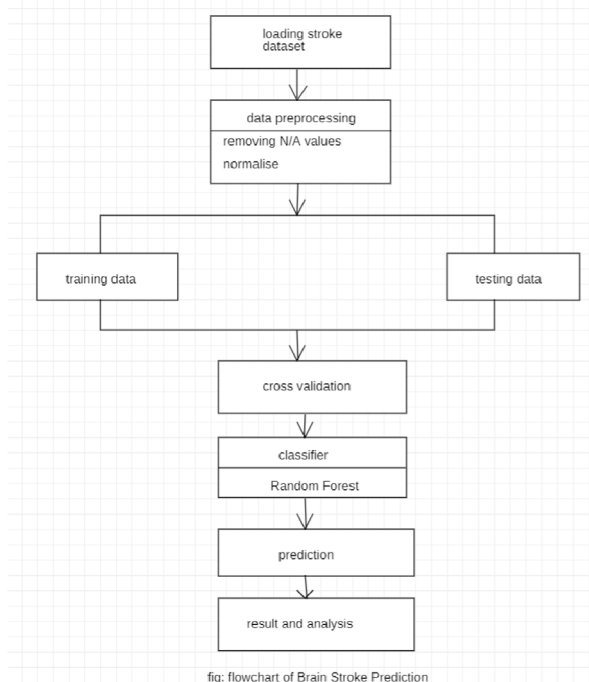 loading stroke
dataset
data preprocessing
removing N/A values
normalise
training data
testing data
cross validation
classifier
Random Forest
prediction
result and analysis
fig: flowchart of Brain Stroke Prediction